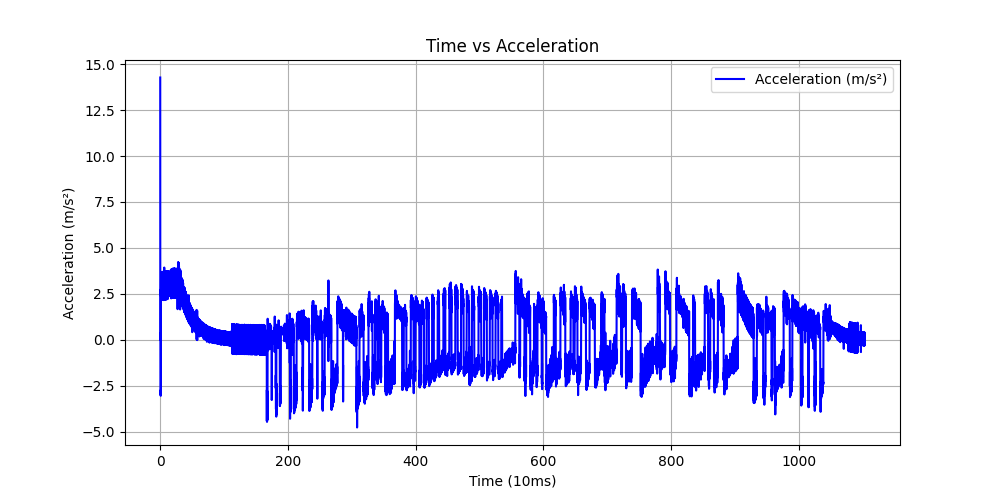 Time vs Acceleration
Acceleration (m/s²)
15.0
12.5
10.0
7.5
5.0
2.5
0.0
−2.5
−5.0
Acceleration (m/s²)
0 200 400 600 800 1000
Time (10ms)